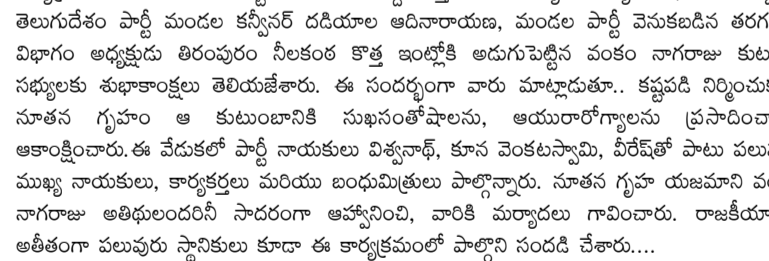 తెలుగుదేశం పార్టీ మండల కన్వీనర్ దడియాల ఆదినారాయణ, మండల పార్టీ వెనుకబడిన తరగ
విభాగం అధ్యక్షుడు తిరంపురం నీలకంఠ కొత్త ఇంట్లోకి అడుగుపెట్టిన వంకం నాగరాజు కుటు
సభ్యులకు శుభాకాంక్షలు తెలియజేశారు. ఈ సందర్భంగా వారు మాట్లాడుతూ.. కష్టపడి నిర్మించుక
నూతన గృహం ఆ కుటుంబానికి సుఖసంతోషాలను, ఆయురారోగ్యాలను ప్రసాదించా
ఆకాంక్షించారు.ఈ వేడుకలో పార్టీ నాయకులు విశ్వనాథ్, కూన వెంకటస్వామి, వీరేష్‌తో పాటు పలు
ముఖ్య నాయకులు, కార్యకర్తలు మరియు బంధుమిత్రులు పాల్గొన్నారు. నూతన గృహ యజమాని వం
నాగరాజు అతిథులందరినీ సాదరంగా ఆహ్వానించి, వారికి మర్యాదలు గావించారు. రాజకీయా
అతీతంగా పలువురు స్థానికులు కూడా ఈ కార్యక్రమంలో పాల్గొని సందడి చేశారు....